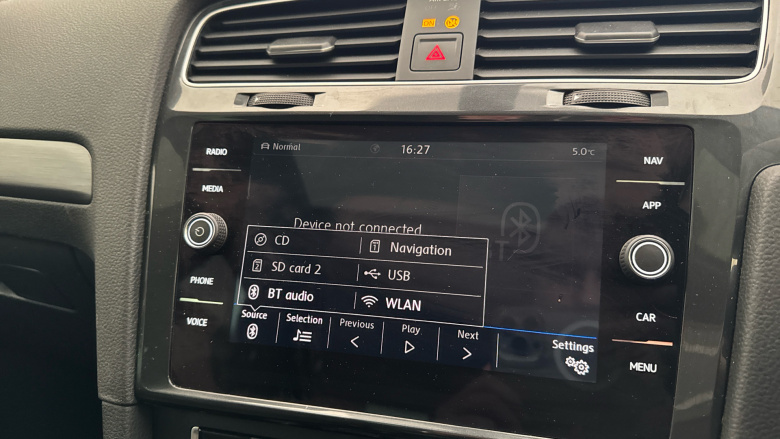 RADIO
MEDIA
PHONE
VOICE
Normal
16:27
5.0°C
Device not connected
CD
Navigation
SD card 2
USB
BT audio
WLAN
Source
Selection
Previous
Play
Next
Settings
NAV
APP
CAR
MENU